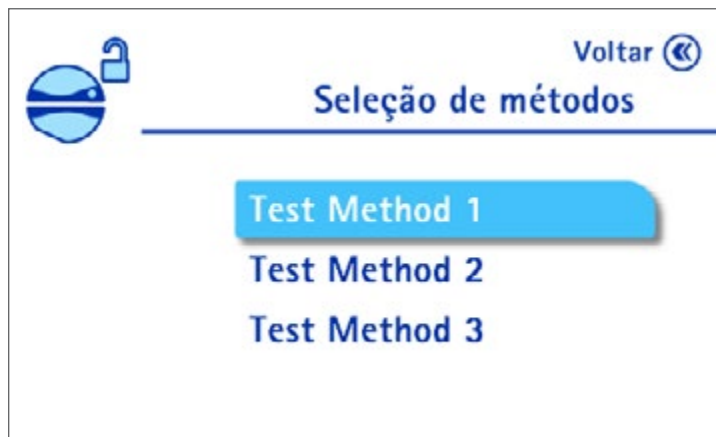 Voltar
Seleção de métodos
Test Method 1
Test Method 2
Test Method 3